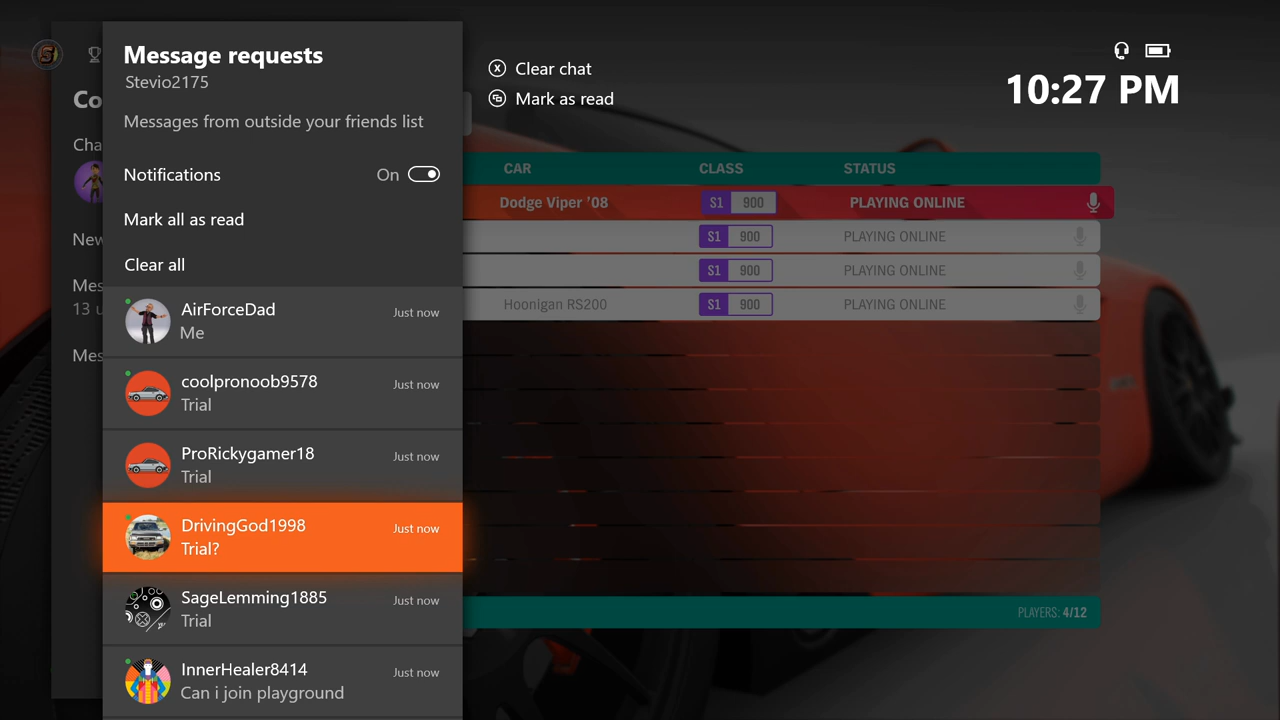 Message requests
Stevio2175
Messages from outside your friends list
Notifications On
Mark all as read
Clear all
AirForceDad Just now
Me
coolpronoob9578 Just now
Trial
ProRickygamer18 Just now
Trial
DrivingGod1998 Just now
Trial?
SageLemming1885 Just now
Trial
InnerHealer8414 Just now
Can i join playground
Clear chat
Mark as read
10:27 PM
CAR CLASS STATUS
Dodge Viper '08 S1 900 PLAYING ONLINE
S1 900 PLAYING ONLINE
S1 900 PLAYING ONLINE
Hoonigan RS200 S1 900 PLAYING ONLINE
PLAYERS: 4/12